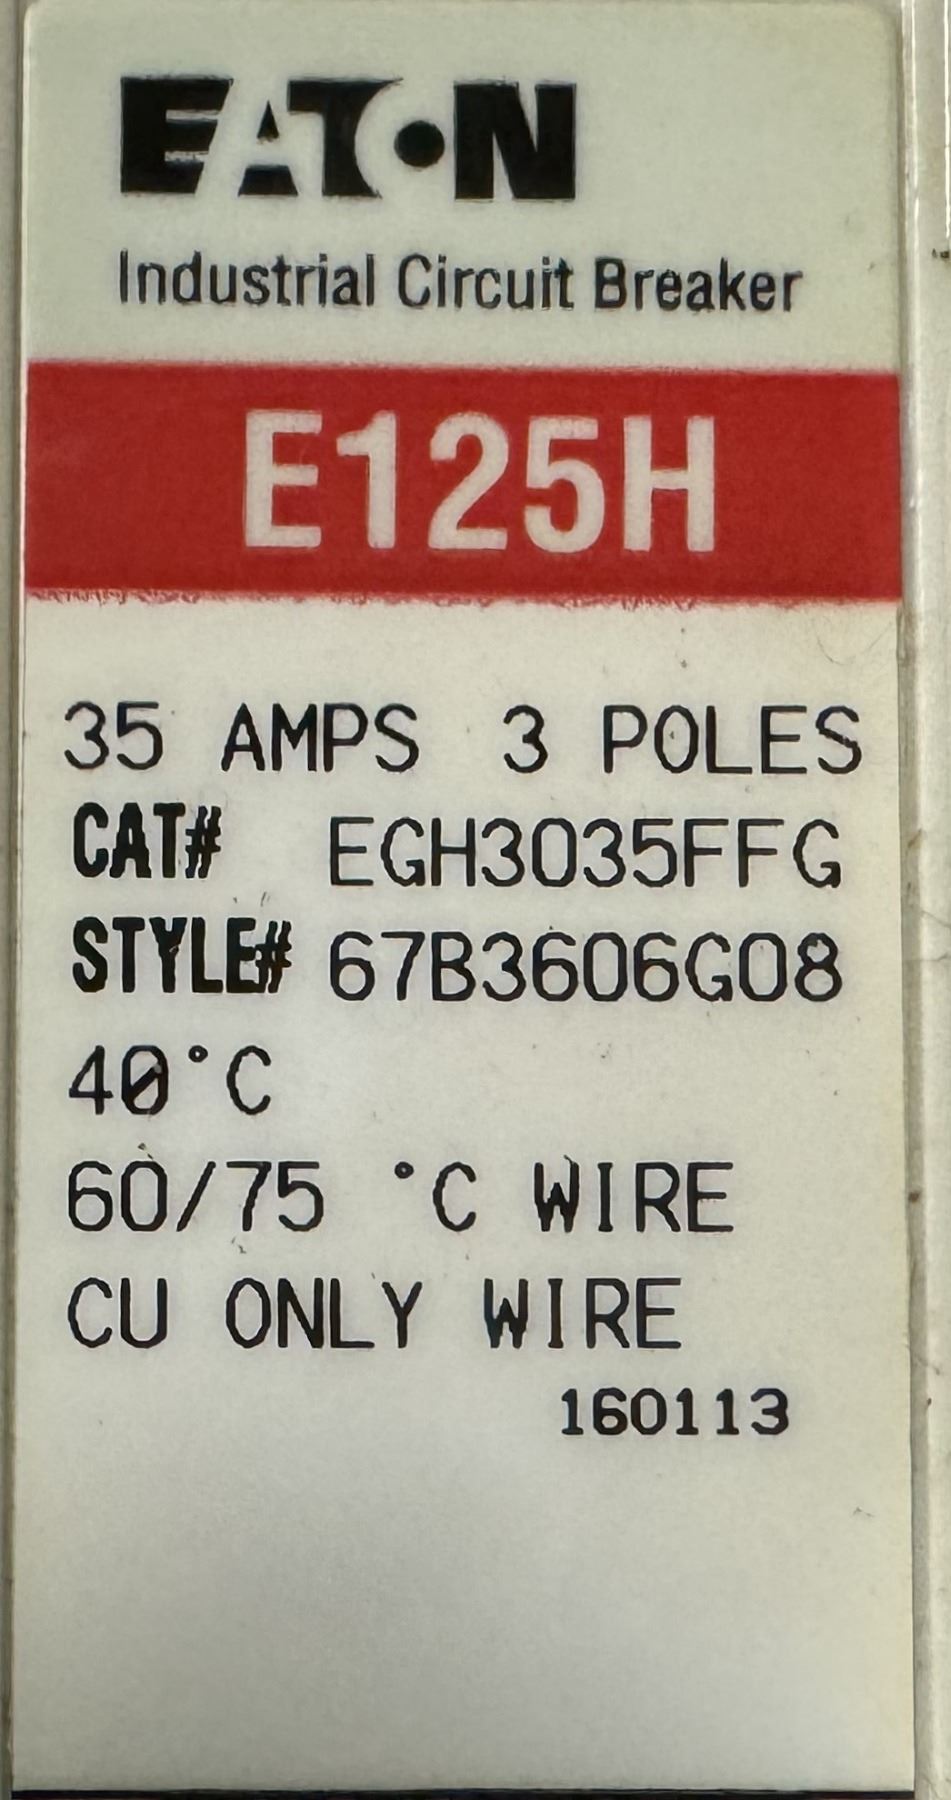 EATON
Industrial Circuit Breaker
E125H
35 AMPS 3 POLES
CAT# EGH3035FFG
STYLE# 67B3606G08
40°C
60/75 °C WIRE
CU ONLY WIRE
160113